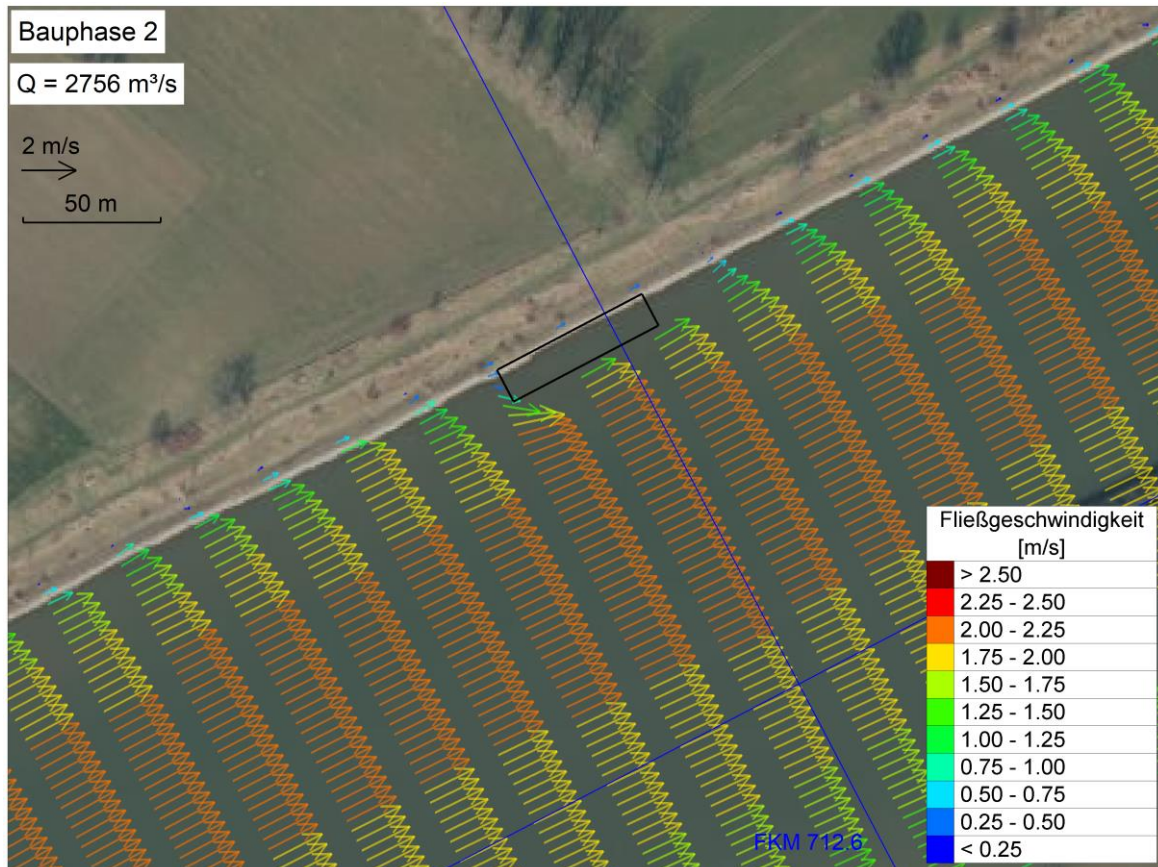 Bauphase 2
Q = 2756 m³/s
2 m/s
50 m
Fließgeschwindigkeit
[m/s]
> 2.50
2.25 - 2.50
2.00 - 2.25
1.75 - 2.00
1.50 - 1.75
1.25 - 1.50
1.00 - 1.25
0.75 - 1.00
0.50 - 0.75
0.25 - 0.50
< 0.25
FKM 712.6